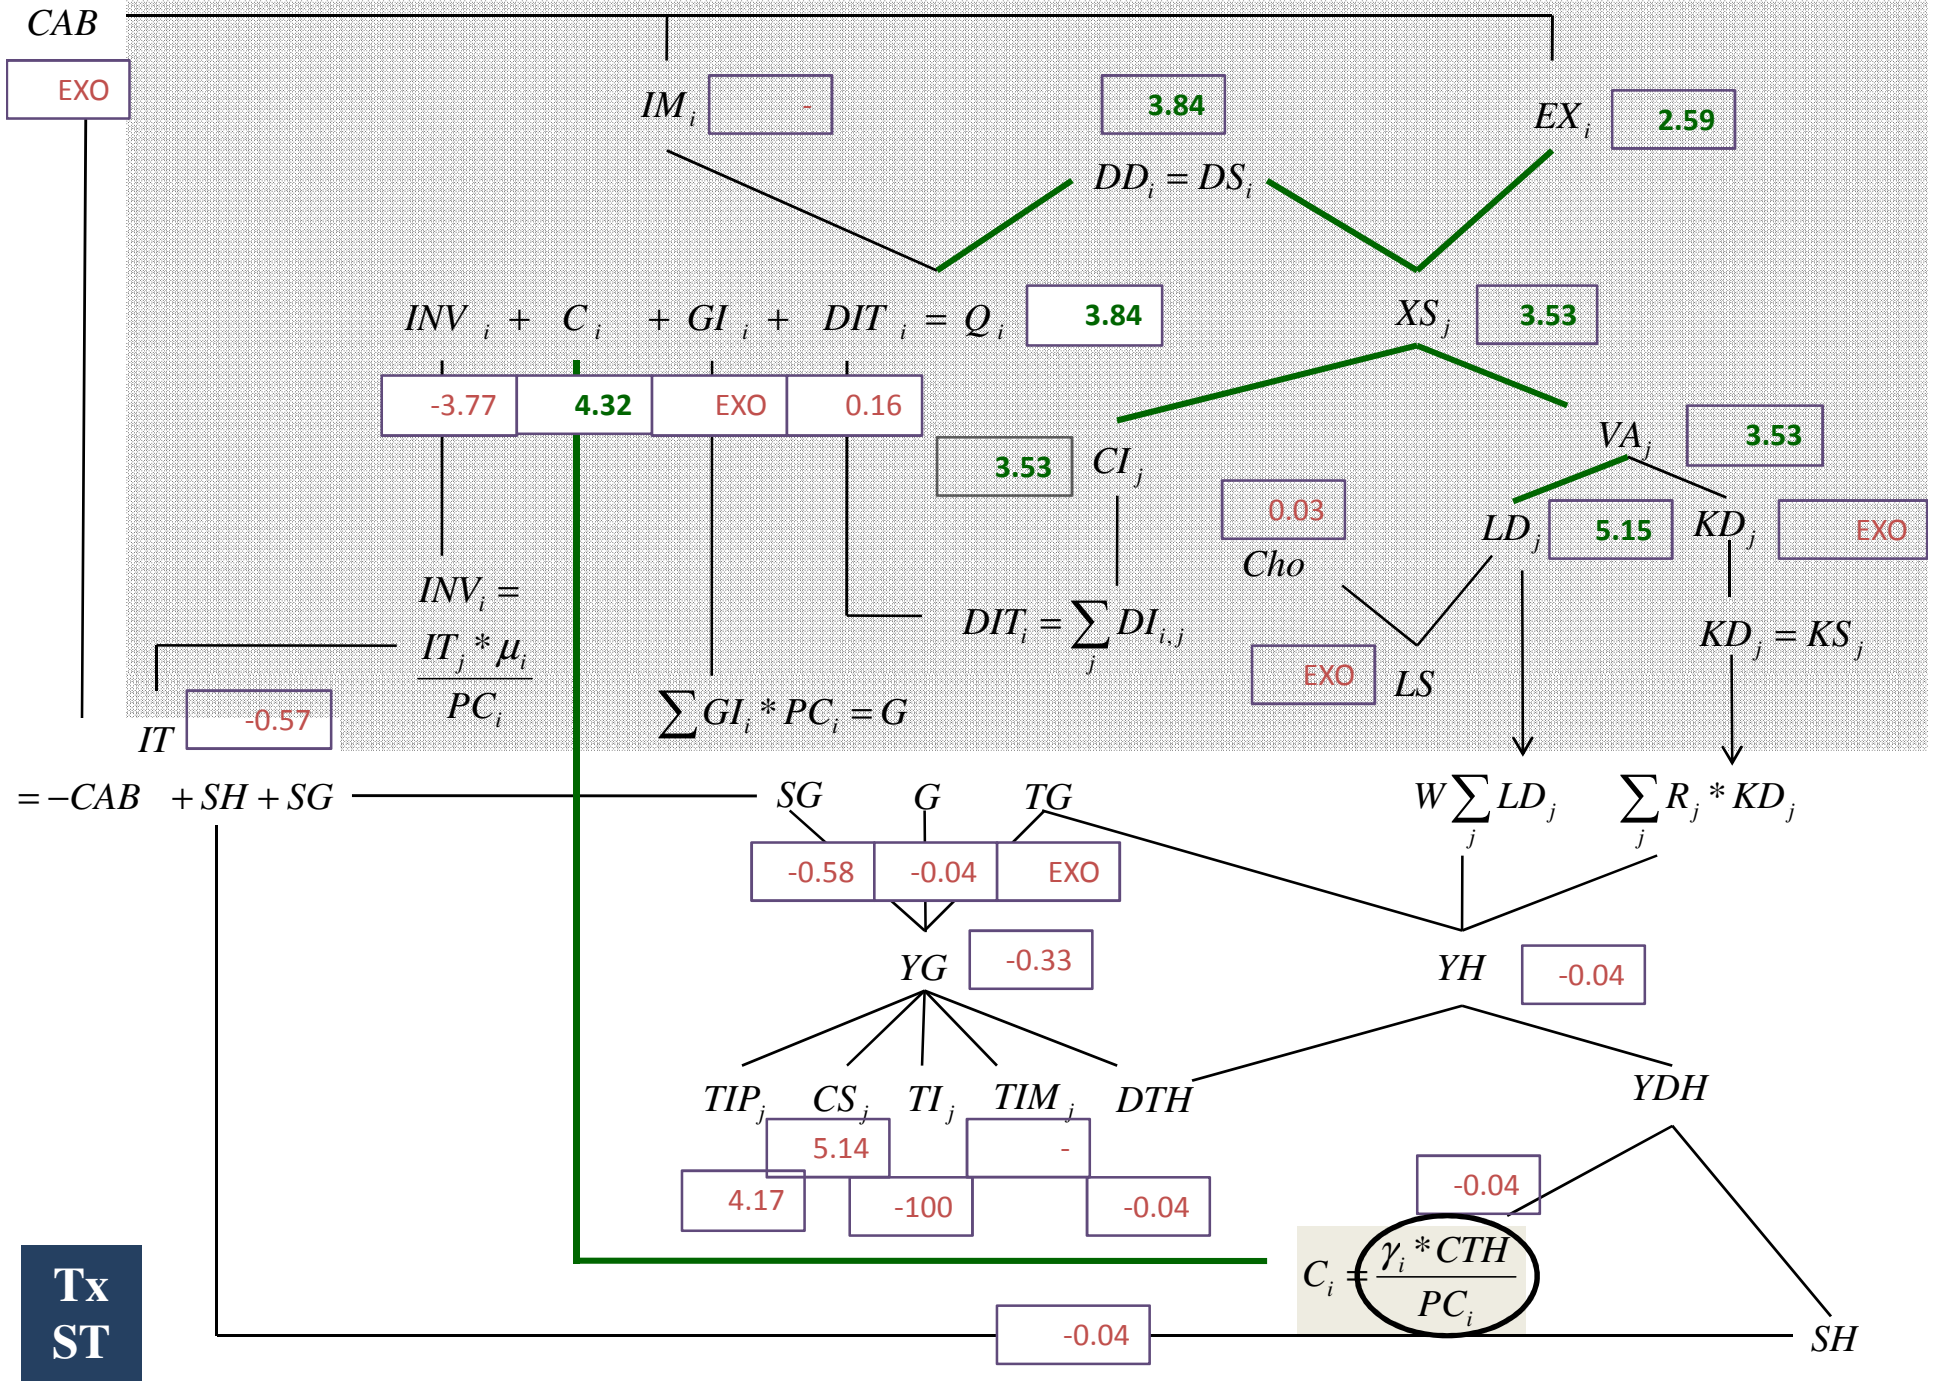 CAB
EXO
IM_i -
3.84
EX_i 2.59
DD_i = DS_i
INV_i + C_i + GI_i + DIT_i = Q_i 3.84
XS_j 3.53
-3.77 4.32 EXO 0.16
3.53 CI_j
VA_j 3.53
0.03
Cho
LD_j 5.15
KD_j EXO
INV_i =
IT_j * μ_i
PC_i
DIT_i = ∑_j DI_{i,j}
KD_j = KS_j
EXO LS
IT -0.57
∑ GI_i * PC_i = G
= −CAB + SH + SG
SG G TG
W ∑_j LD_j
∑_j R_j * KD_j
-0.58 -0.04 EXO
YG -0.33
YH -0.04
TIP_j CS_j TI_j TIM_j DTH
YDH
5.14 -
4.17 -100 -0.04
-0.04
C_i = γ_i * CTH
PC_i
Tx
ST
-0.04
SH